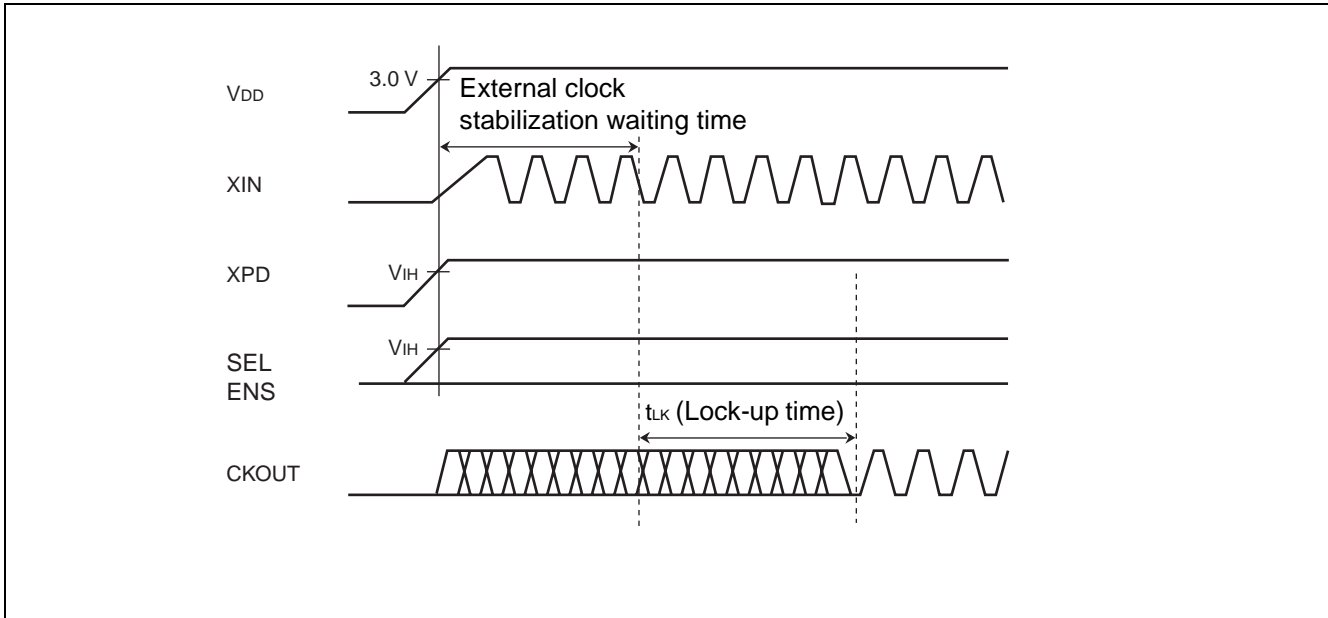 VDD
3.0 V
External clock
stabilization waiting time
XIN
XPD
VIH
SEL
ENS
VIH
tLK (Lock-up time)
CKOUT